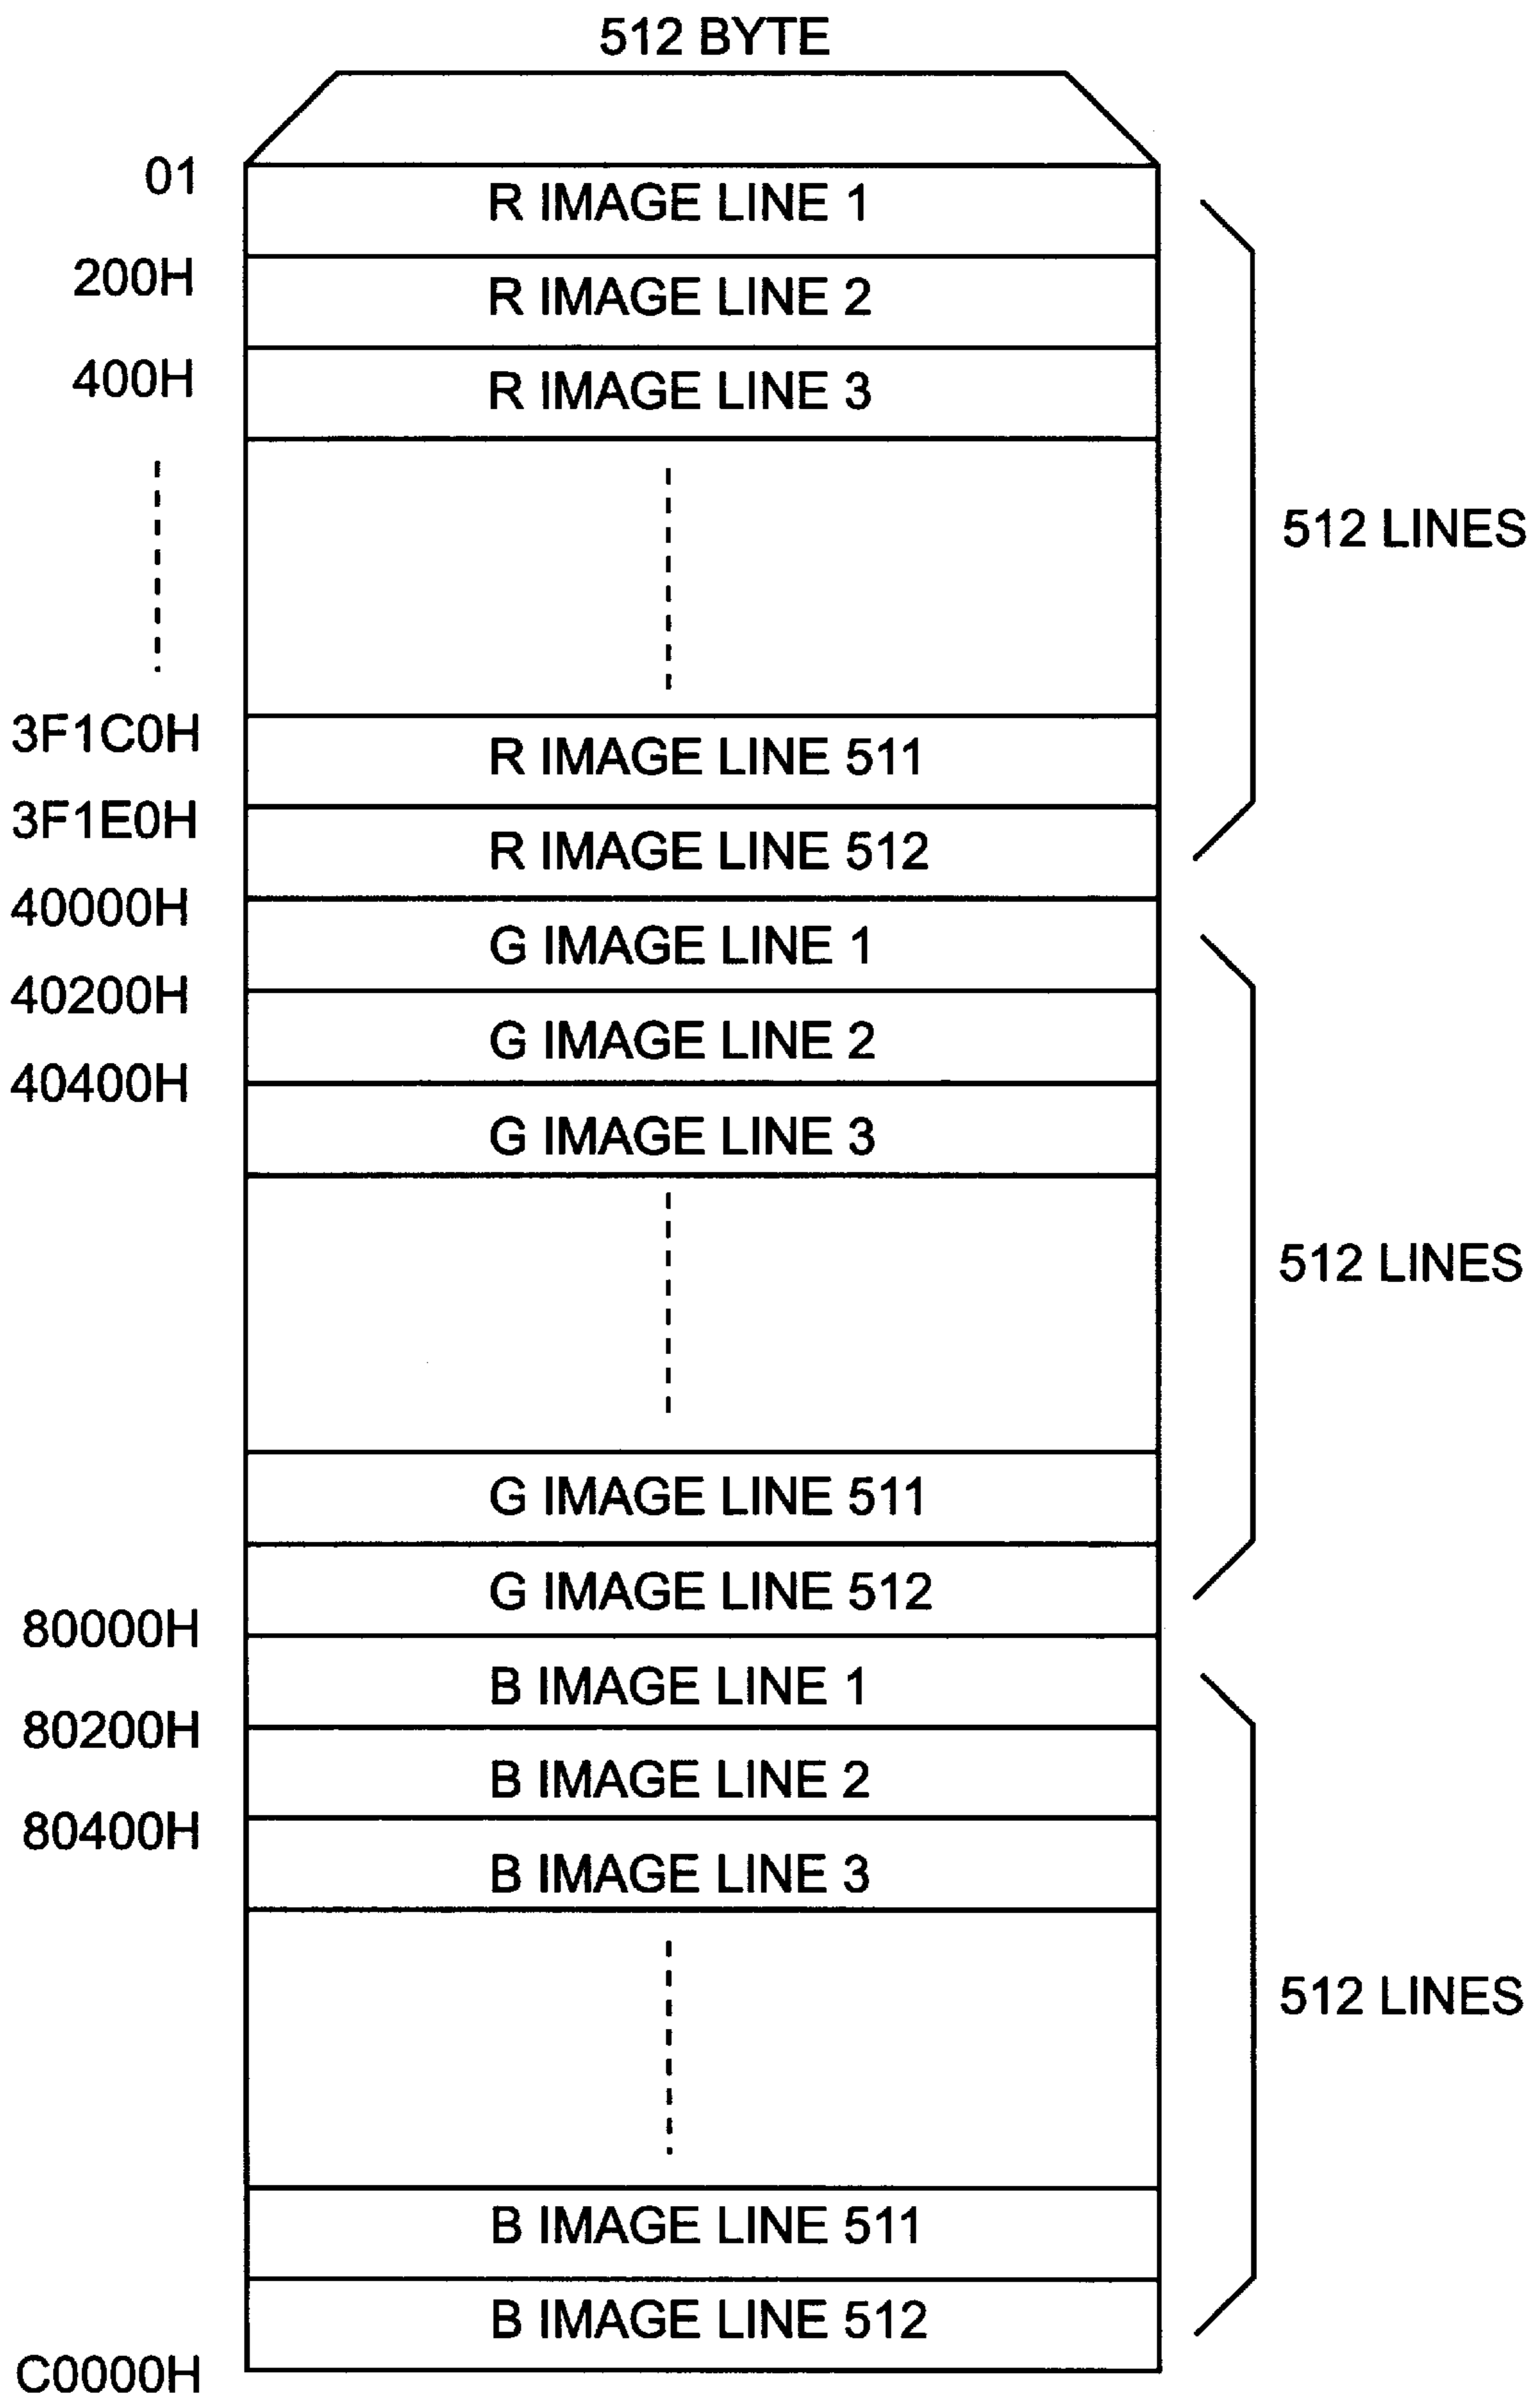 512 BYTE
01
R IMAGE LINE 1
200H
R IMAGE LINE 2
400H
R IMAGE LINE 3
512 LINES
3F1C0H
R IMAGE LINE 511
3F1E0H
R IMAGE LINE 512
40000H
G IMAGE LINE 1
40200H
G IMAGE LINE 2
40400H
G IMAGE LINE 3
512 LINES
G IMAGE LINE 511
G IMAGE LINE 512
80000H
B IMAGE LINE 1
80200H
B IMAGE LINE 2
80400H
B IMAGE LINE 3
512 LINES
B IMAGE LINE 511
B IMAGE LINE 512
C0000H